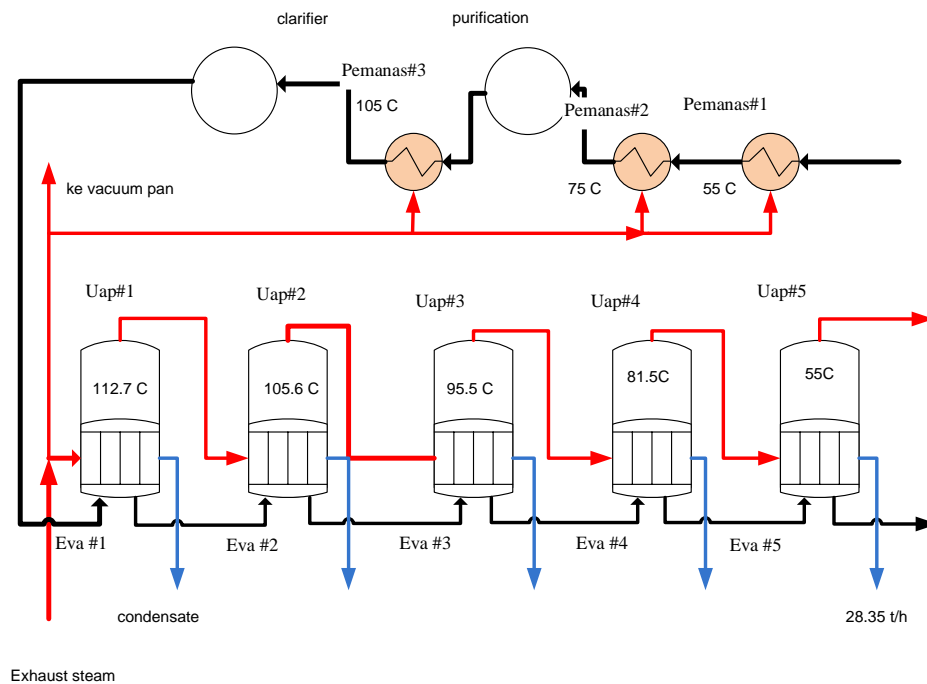 clarifier
purification
Pemanas#3
105 C
Pemanas#2
Pemanas#1
75 C
55 C
ke vacuum pan
Uap#1
Uap#2
Uap#3
Uap#4
Uap#5
112.7 C
105.6 C
95.5 C
81.5C
55C
Eva #1
Eva #2
Eva #3
Eva #4
Eva #5
condensate
28.35 t/h
Exhaust steam